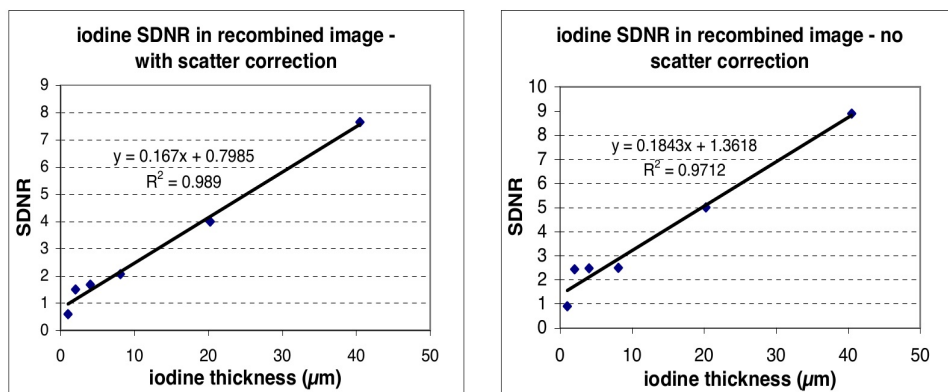 iodine SDNR in recombined image -
with scatter correction
9
8
7
6
5
4
3
2
1
0
SDNR
y = 0.167x + 0.7985
R² = 0.989
0 10 20 30 40 50
iodine thickness (µm)
iodine SDNR in recombined image - no
scatter correction
10
9
8
7
6
5
4
3
2
1
0
SDNR
y = 0.1843x + 1.3618
R² = 0.9712
0 10 20 30 40 50
iodine thickness (µm)